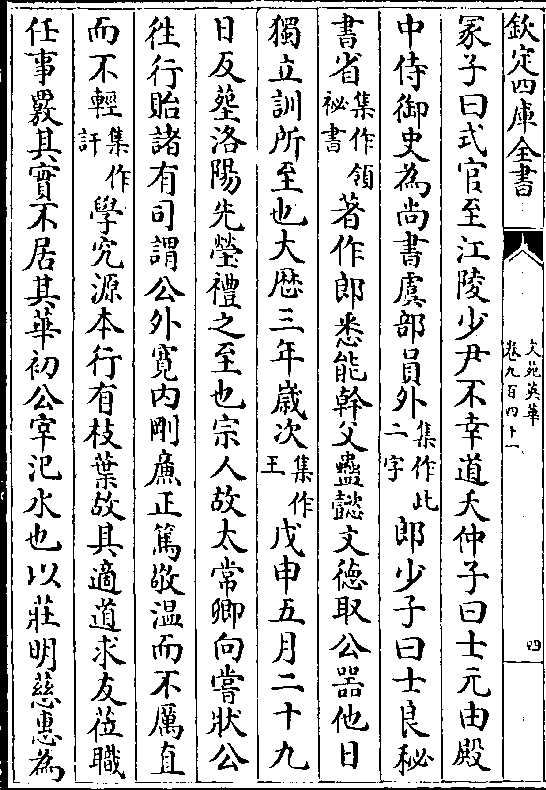 欽定四庫全書
文苑英華
卷九百四十一
四
冡子曰式官至江陵少尹不幸道夭仲子曰士元由殿
中侍御史為尚書虞部員外集作此二字郎少子曰士良秘
書省集作領祕書著作郎悉能幹父蠱懿文德取公器他日
獨立訓所至也大厯三年嵗次集作王戊申五月二十九
日反塟洛陽先塋禮之至也宗人故太常卿向嘗狀公
徃行貽諸有司謂公外寛内剛亷正篤敬温而不厲直
而不輕集作訐學究源本行有枝葉故其適道求友莅職
任事覈其實不居其華初公宰汜水也以莊明慈惠為